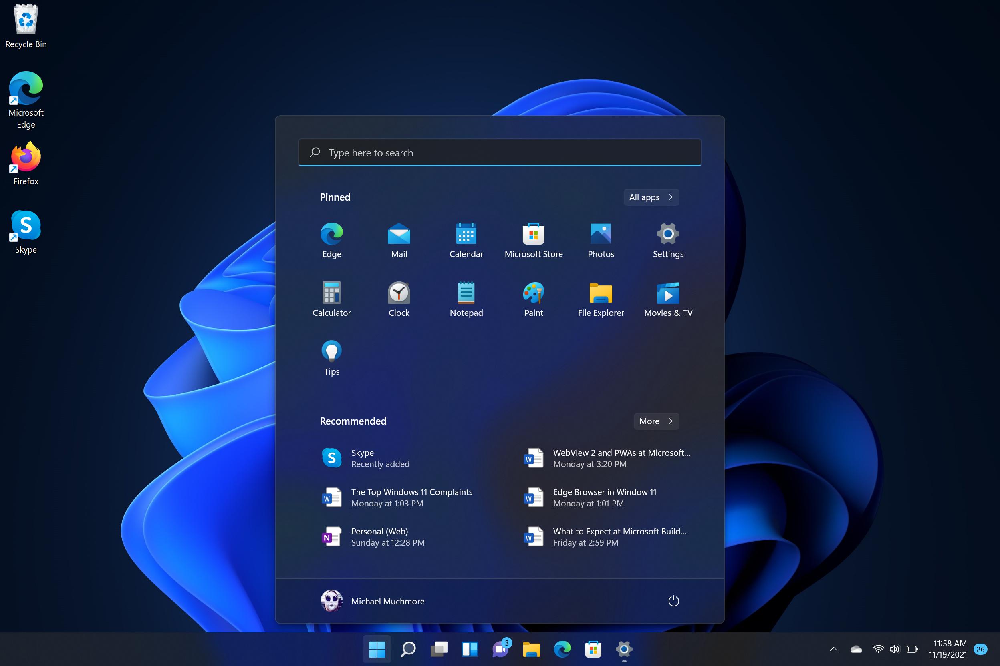 Recycle Bin
Microsoft
Edge
Firefox
S
Skype
Type here to search
Pinned
All apps
Edge
Mail
Calendar
Microsoft Store
Photos
Settings
Calculator
Clock
Notepad
Paint
File Explorer
Movies & TV
Tips
Recommended
More
S
Skype
Recently added
W
WebView 2 and PWAs at Microsoft...
Monday at 3:20 PM
W
The Top Windows 11 Complaints
Monday at 1:03 PM
W
Edge Browser in Window 11
Monday at 1:01 PM
N
Personal (Web)
Sunday at 12:28 PM
W
What to Expect at Microsoft Build...
Friday at 2:59 PM
Michael Muchmore
3
11:58 AM
11/19/2021
26